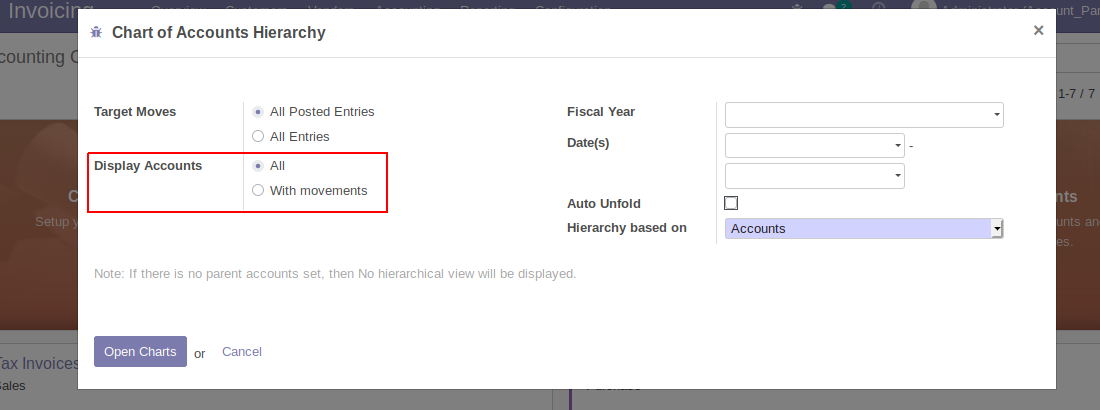 Invoicing
Chart of Accounts Hierarchy
×
counting
1-7 / 7
Target Moves
All Posted Entries
All Entries
Display Accounts
All
With movements
Fiscal Year
Date(s)
-
Auto Unfold
Hierarchy based on
Accounts
Setup
Note: If there is no parent accounts set, then No hierarchical view will be displayed.
Open Charts or Cancel
Tax Invoices
Sales